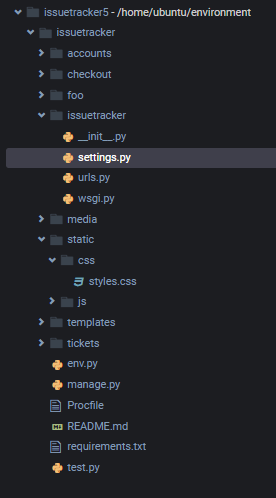 issuetracker5 - /home/ubuntu/environment
issuetracker
accounts
checkout
foo
issuetracker
__init__.py
settings.py
urls.py
wsgi.py
media
static
css
styles.css
js
templates
tickets
env.py
manage.py
Procfile
README.md
requirements.txt
test.py